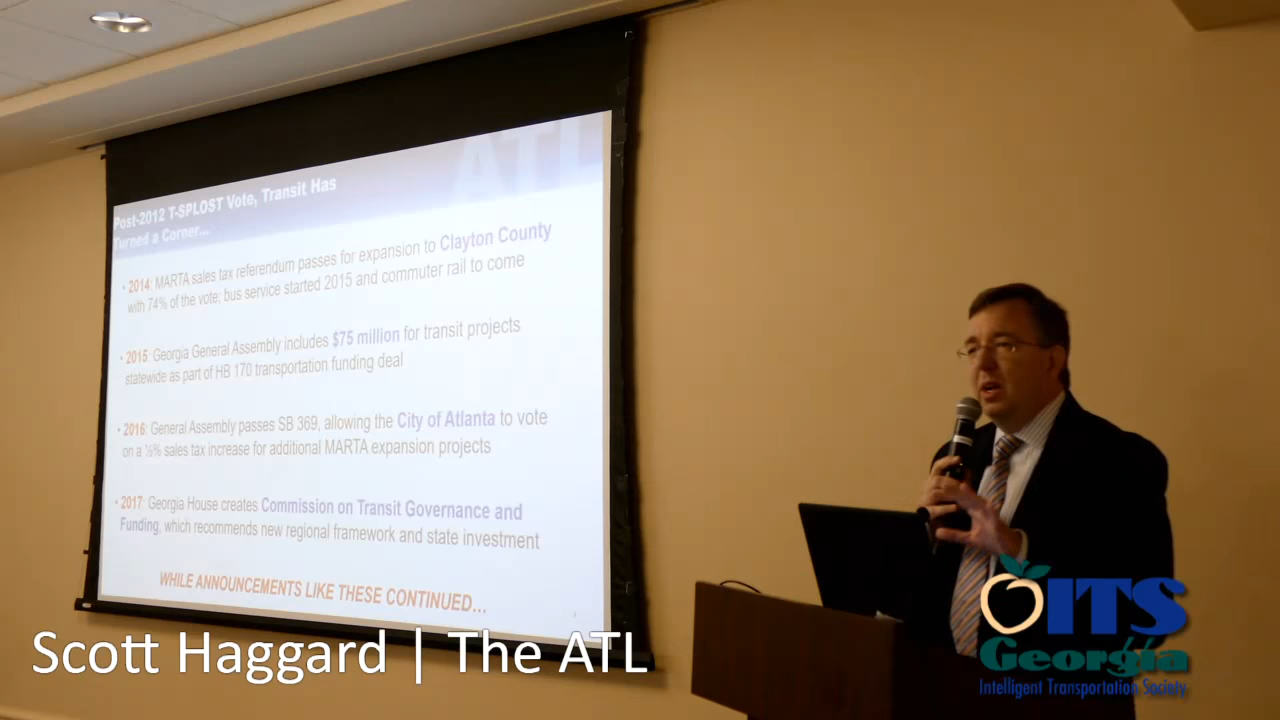 ATL
Post-2012 T-SPLOST Vote, Transit Has
Turned a Corner...
• 2014: MARTA sales tax referendum passes for expansion to Clayton County
with 74% of the vote; bus service started 2015 and commuter rail to come
• 2015: Georgia General Assembly includes $75 million for transit projects
statewide as part of HB 170 transportation funding deal
• 2016: General Assembly passes SB 369, allowing the City of Atlanta to vote
on a ½% sales tax increase for additional MARTA expansion projects
• 2017: Georgia House creates Commission on Transit Governance and
Funding, which recommends new regional framework and state investment
WHILE ANNOUNCEMENTS LIKE THESE CONTINUED...
Scott Haggard | The ATL
ITS
Georgia
Intelligent Transportation Society